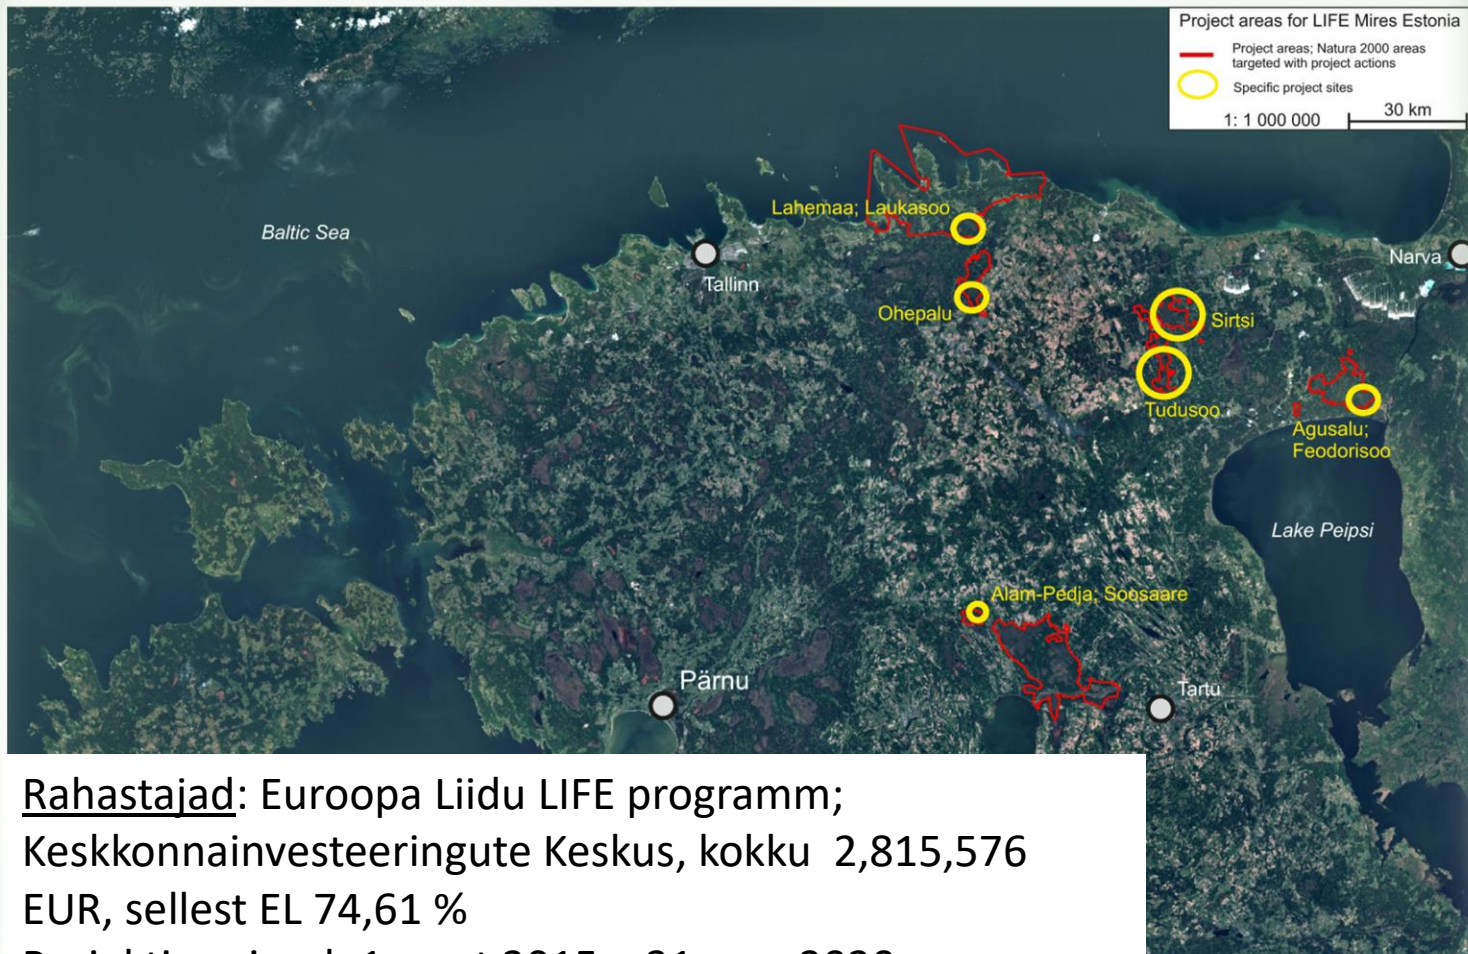 Project areas for LIFE Mires Estonia
Project areas; Natura 2000 areas
targeted with project actions
Specific project sites
1: 1 000 000
30 km
Baltic Sea
Lahemaa; Laukasoo
Tallinn
Narva
Ohepalu
Sirtsi
Tudusoo
Agusalu;
Feodorisoo
Lake Peipsi
Alam-Pedja; Soosaare
Pärnu
Tartu
Rahastajad: Euroopa Liidu LIFE programm;
Keskkonnainvesteeringute Keskus, kokku 2,815,576
EUR, sellest EL 74,61 %